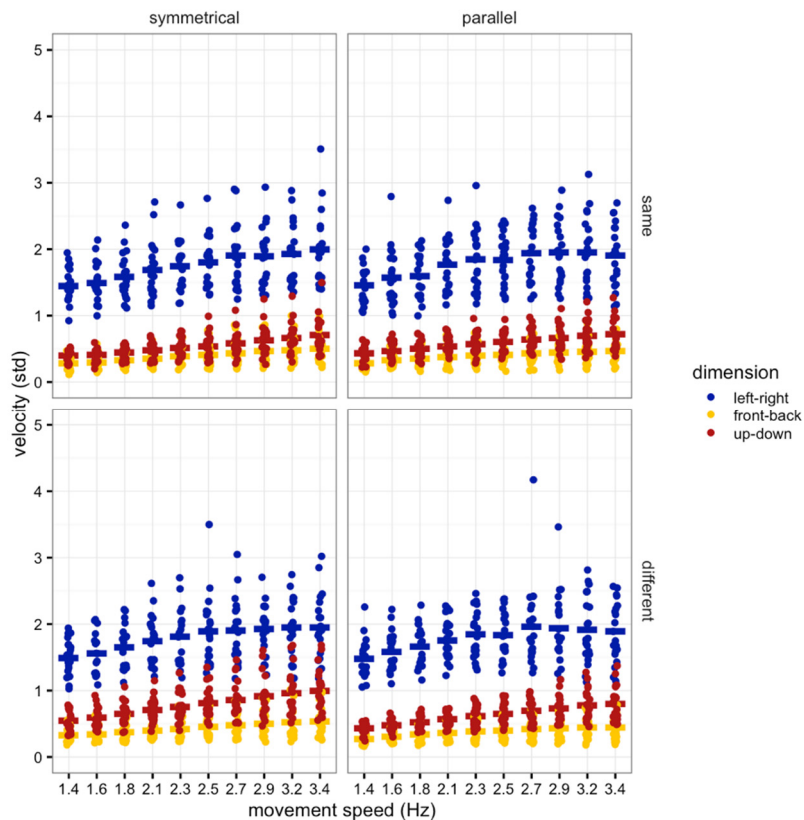 symmetrical
parallel
5
4
3
2
1
0
same
velocity (std)
5
4
3
2
1
0
different
1.4 1.6 1.8 2.1 2.3 2.5 2.7 2.9 3.2 3.4
1.4 1.6 1.8 2.1 2.3 2.5 2.7 2.9 3.2 3.4
movement speed (Hz)
dimension
left-right
front-back
up-down